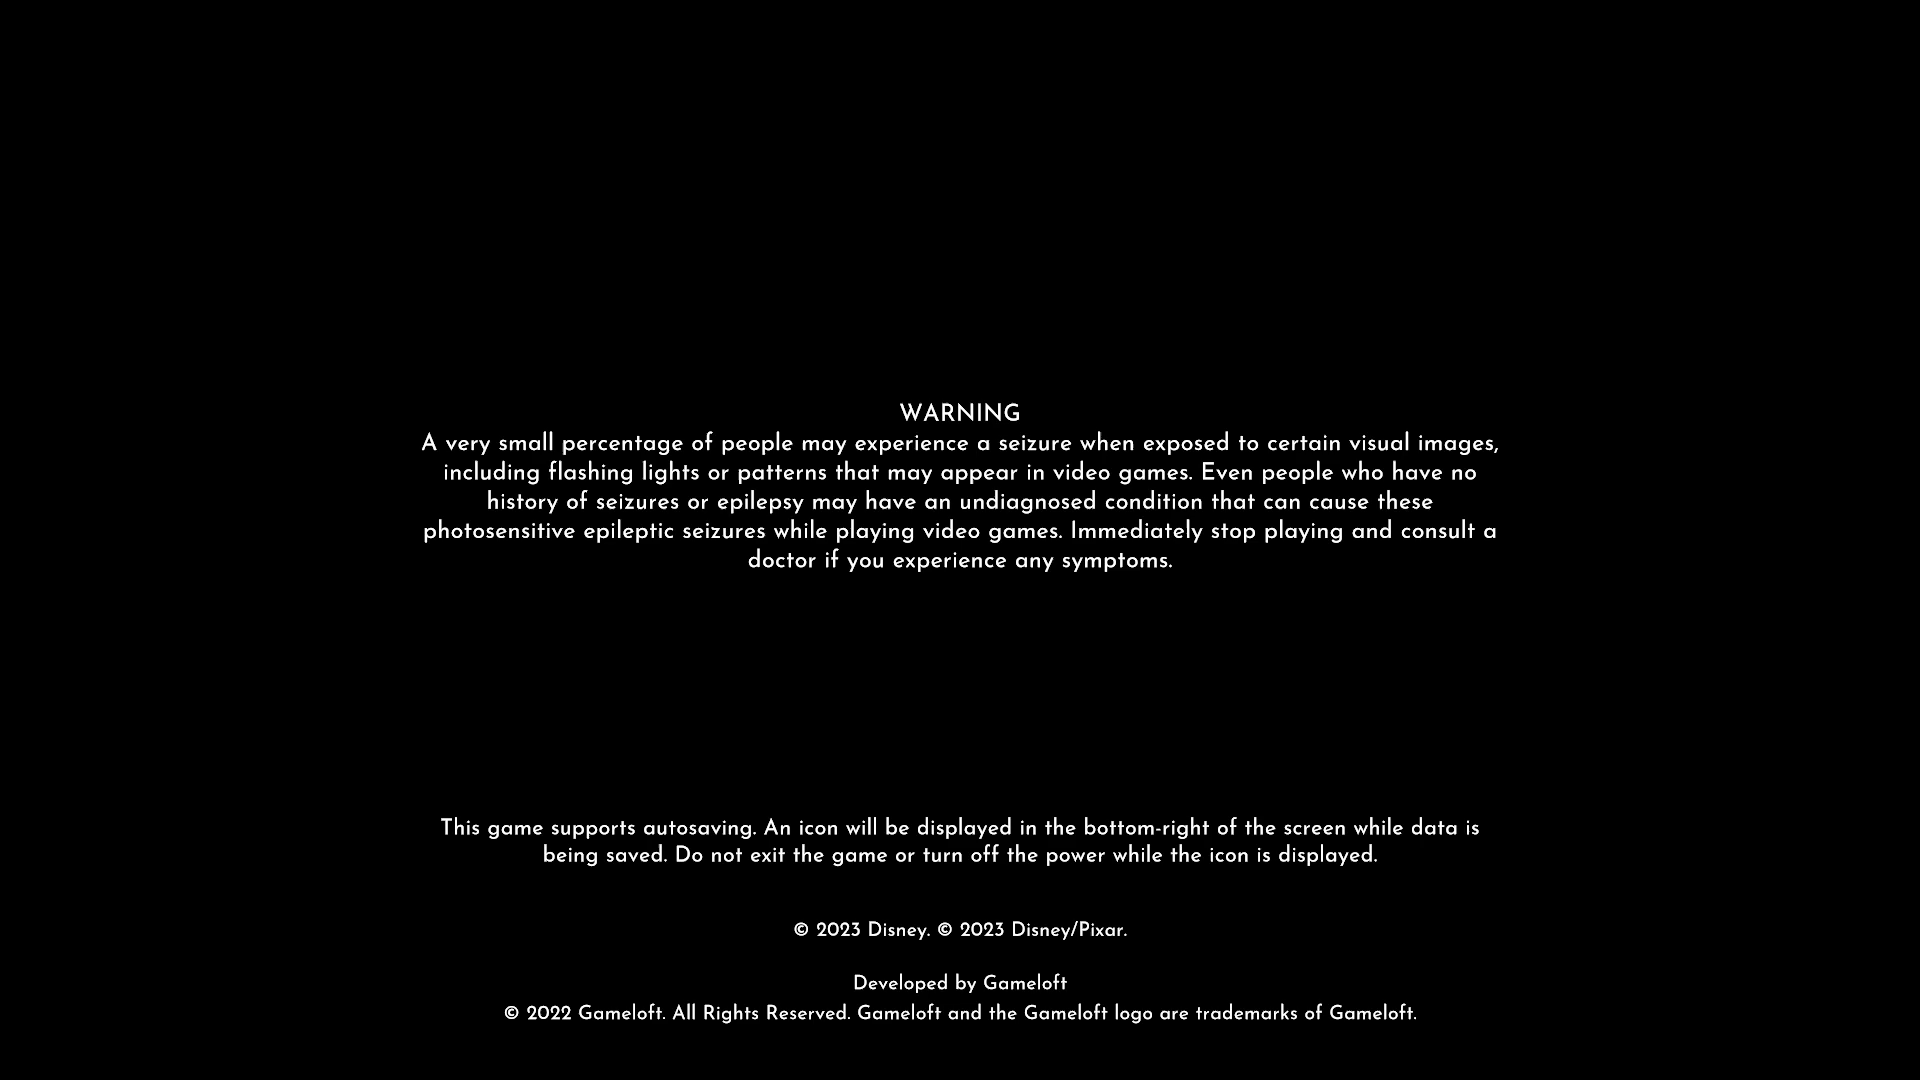 WARNING
A very small percentage of people may experience a seizure when exposed to certain visual images,
including flashing lights or patterns that may appear in video games. Even people who have no
history of seizures or epilepsy may have an undiagnosed condition that can cause these
photosensitive epileptic seizures while playing video games. Immediately stop playing and consult a
doctor if you experience any symptoms.
This game supports autosaving. An icon will be displayed in the bottom-right of the screen while data is
being saved. Do not exit the game or turn off the power while the icon is displayed.
© 2023 Disney. © 2023 Disney/Pixar.
Developed by Gameloft
© 2022 Gameloft. All Rights Reserved. Gameloft and the Gameloft logo are trademarks of Gameloft.